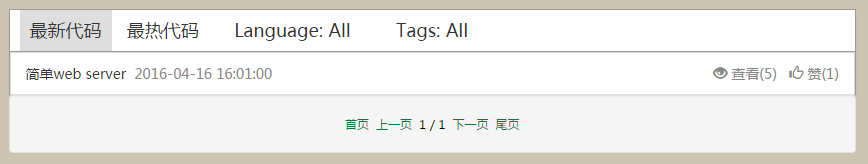 最新代码 最热代码 Language: All Tags: All
简单web server 2016-04-16 16:01:00 查看(5) 赞(1)
首页 上一页 1 / 1 下一页 尾页